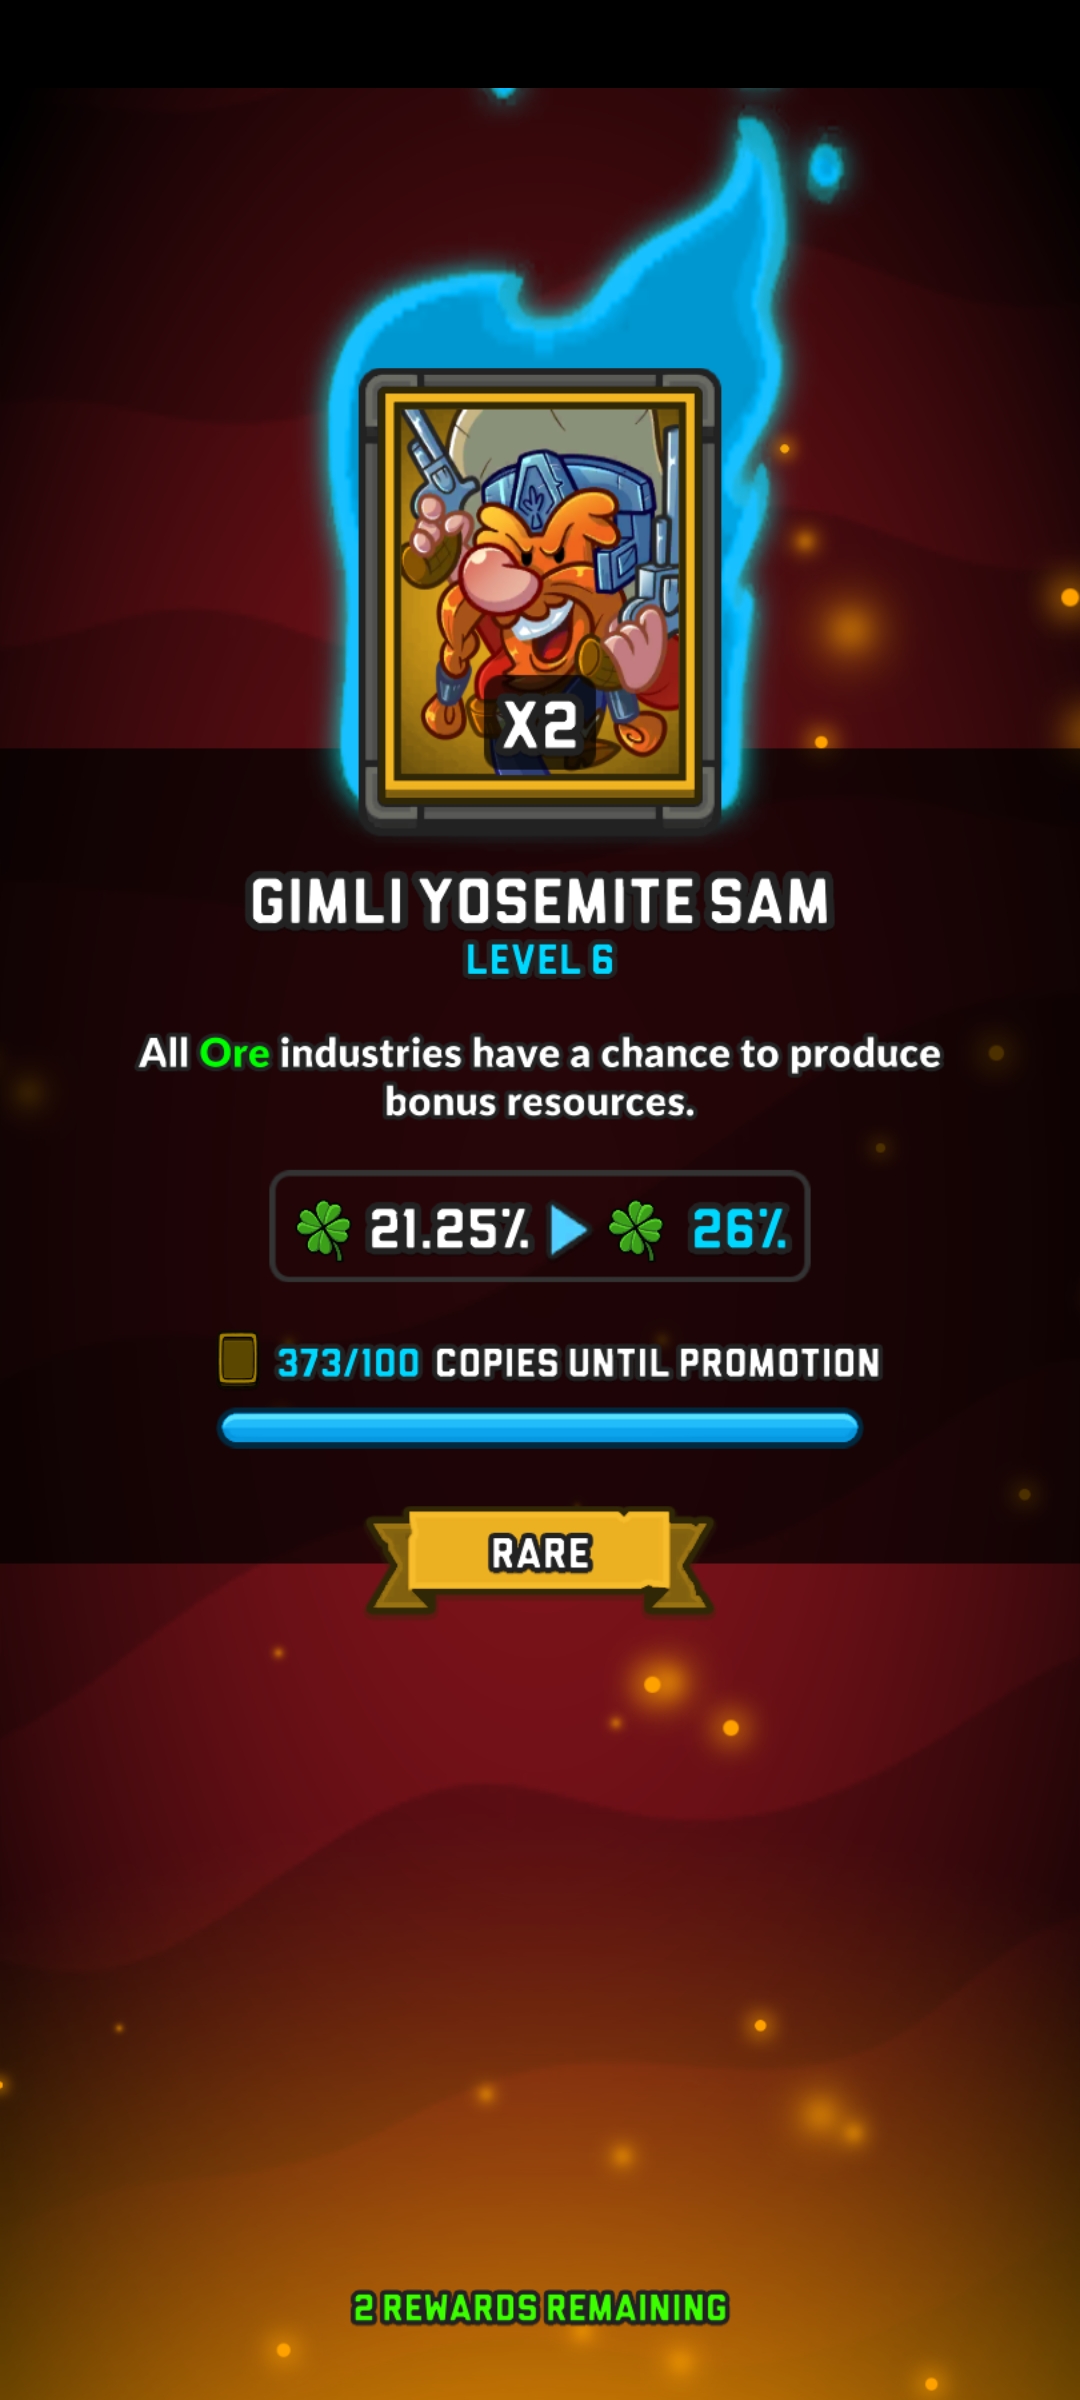 X2
GIMLI YOSEMITE SAM
LEVEL 6
All Ore industries have a chance to produce
bonus resources.
21.25% 26%
373/100 COPIES UNTIL PROMOTION
RARE
2 REWARDS REMAINING